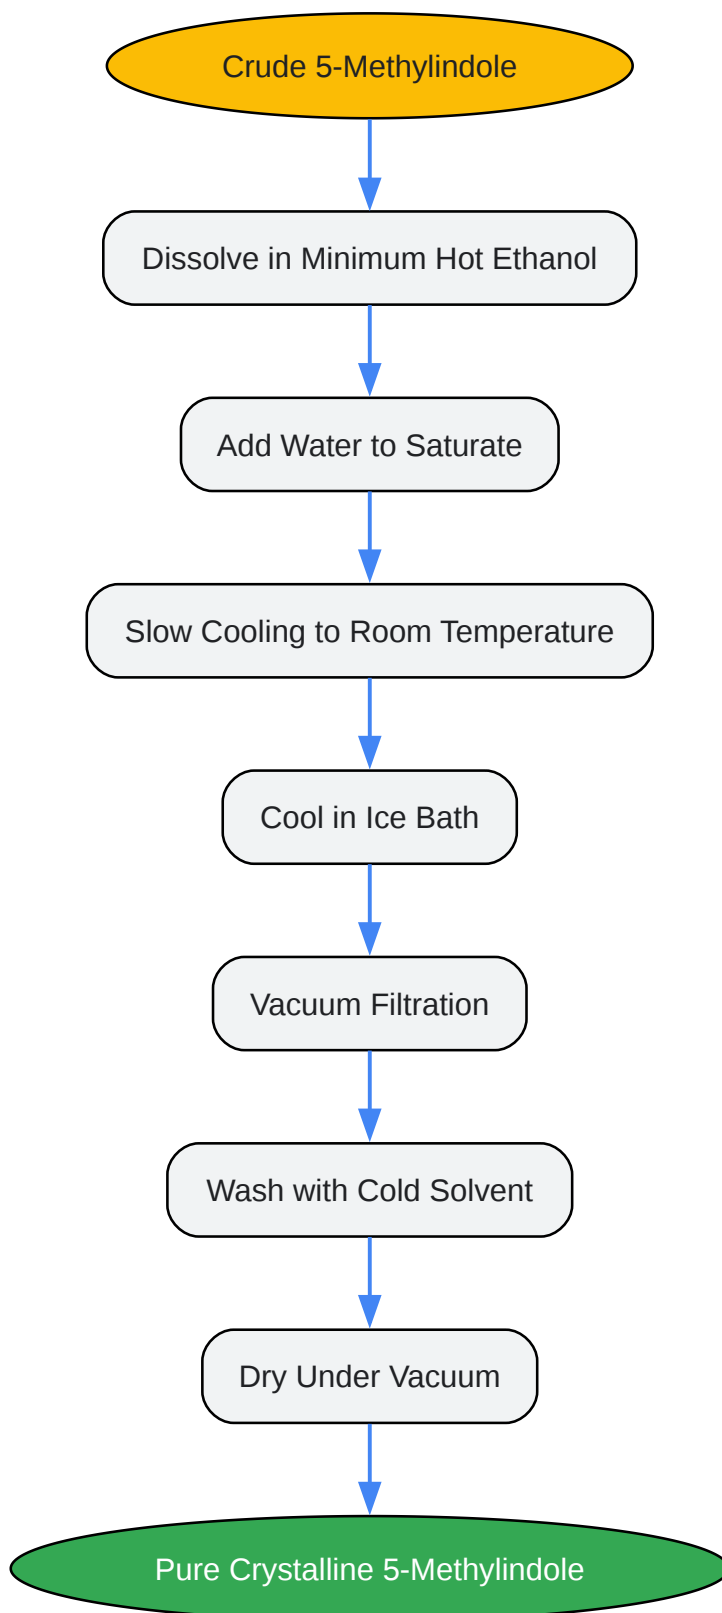 Crude 5-Methylindole
Dissolve in Minimum Hot Ethanol
Add Water to Saturate
Slow Cooling to Room Temperature
Cool in Ice Bath
Vacuum Filtration
Wash with Cold Solvent
Dry Under Vacuum
Pure Crystalline 5-Methylindole